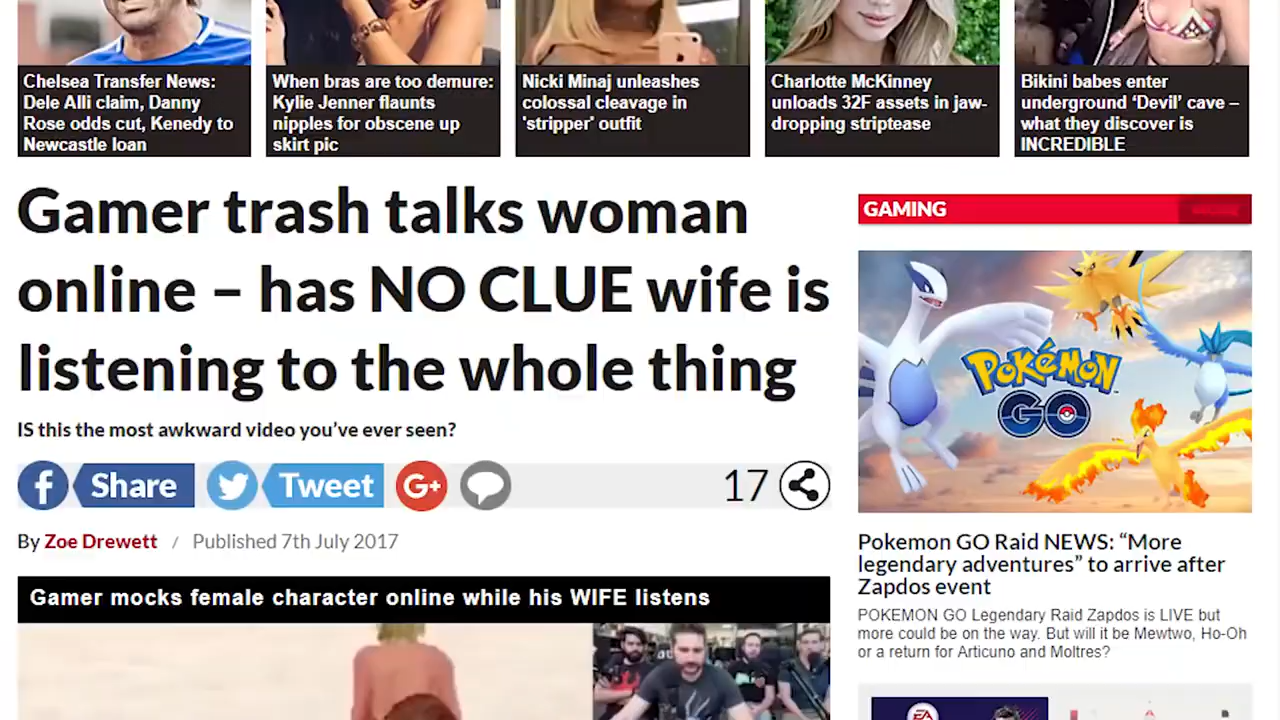 Chelsea Transfer News:
Dele Alli claim, Danny
Rose odds cut, Kenedy to
Newcastle loan
When bras are too demure:
Kylie Jenner flaunts
nipples for obscene up
skirt pic
Nicki Minaj unleashes
colossal cleavage in
'stripper' outfit
Charlotte McKinney
unloads 32F assets in jaw-
dropping striptease
Bikini babes enter
underground ‘Devil’ cave –
what they discover is
INCREDIBLE
Gamer trash talks woman
online – has NO CLUE wife is
listening to the whole thing
IS this the most awkward video you’ve ever seen?
f Share Tweet G+ 17
By Zoe Drewett / Published 7th July 2017
Gamer mocks female character online while his WIFE listens
GAMING
POKÉMON
GO
Pokemon GO Raid NEWS: “More
legendary adventures” to arrive after
Zapdos event
POKEMON GO Legendary Raid Zapdos is LIVE but
more could be on the way. But will it be Mewtwo, Ho-Oh
or a return for Articuno and Moltres?
EA